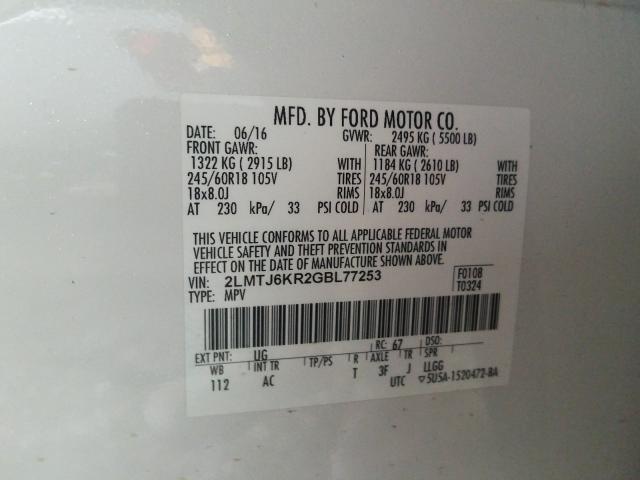 MFD. BY FORD MOTOR CO.
DATE: 06/16 GVWR: 2495 KG ( 5500 LB)
FRONT GAWR: REAR GAWR:
1322 KG ( 2915 LB) WITH 1184 KG ( 2610 LB) WITH
245/60R18 105V TIRES 245/60R18 105V TIRES
18x8.0J RIMS 18x8.0J RIMS
AT 230 kPa/ 33 PSI COLD AT 230 kPa/ 33 PSI COLD
THIS VEHICLE CONFORMS TO ALL APPLICABLE FEDERAL MOTOR
VEHICLE SAFETY AND THEFT PREVENTION STANDARDS IN
EFFECT ON THE DATE OF MANUFACTURE SHOWN ABOVE.
VIN: 2LMTJ6KR2GBL77253 F0108
TYPE: MPV T0324
EXT PNT: UG RC: 67 DSO:
WB INT TR TP/PS R AXLE TR SPR
112 AC T 3F J LLGG
UTC ▽5U5A-1520472-BA